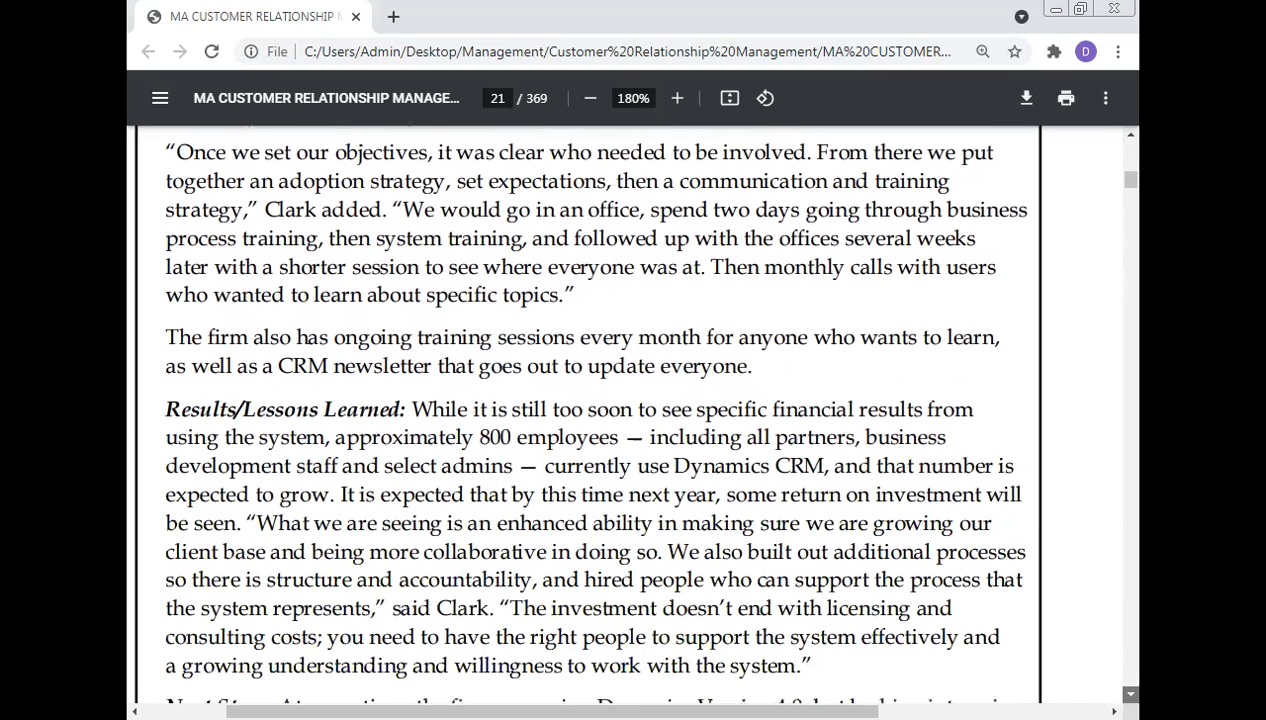 MA CUSTOMER RELATIONSHIP M
File C:/Users/Admin/Desktop/Management/Customer%20Relationship%20Management/MA%20CUSTOMER...
D
MA CUSTOMER RELATIONSHIP MANAGE... 21 / 369 180%
“Once we set our objectives, it was clear who needed to be involved. From there we put
together an adoption strategy, set expectations, then a communication and training
strategy,” Clark added. “We would go in an office, spend two days going through business
process training, then system training, and followed up with the offices several weeks
later with a shorter session to see where everyone was at. Then monthly calls with users
who wanted to learn about specific topics.”
The firm also has ongoing training sessions every month for anyone who wants to learn,
as well as a CRM newsletter that goes out to update everyone.
Results/Lessons Learned: While it is still too soon to see specific financial results from
using the system, approximately 800 employees — including all partners, business
development staff and select admins — currently use Dynamics CRM, and that number is
expected to grow. It is expected that by this time next year, some return on investment will
be seen. “What we are seeing is an enhanced ability in making sure we are growing our
client base and being more collaborative in doing so. We also built out additional processes
so there is structure and accountability, and hired people who can support the process that
the system represents,” said Clark. “The investment doesn’t end with licensing and
consulting costs; you need to have the right people to support the system effectively and
a growing understanding and willingness to work with the system.”